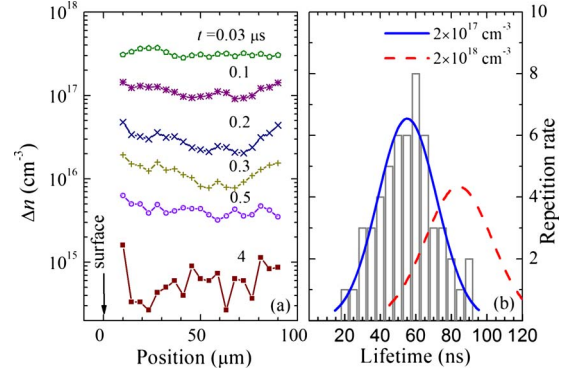 10^18
10^17
10^16
10^15
Δn (cm^-3)
t = 0.03 μs
0.1
0.2
0.3
0.5
4
surface
(a)
0 50 100
Position (μm)
2×10^17 cm^-3
2×10^18 cm^-3
10
8
6
4
2
Repetition rate
(b)
20 40 60 80 100 120
Lifetime (ns)